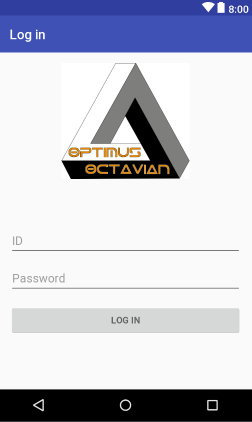 8:00
Log in
OPTIMUS
OCTAVIAN
ID
Password
LOG IN